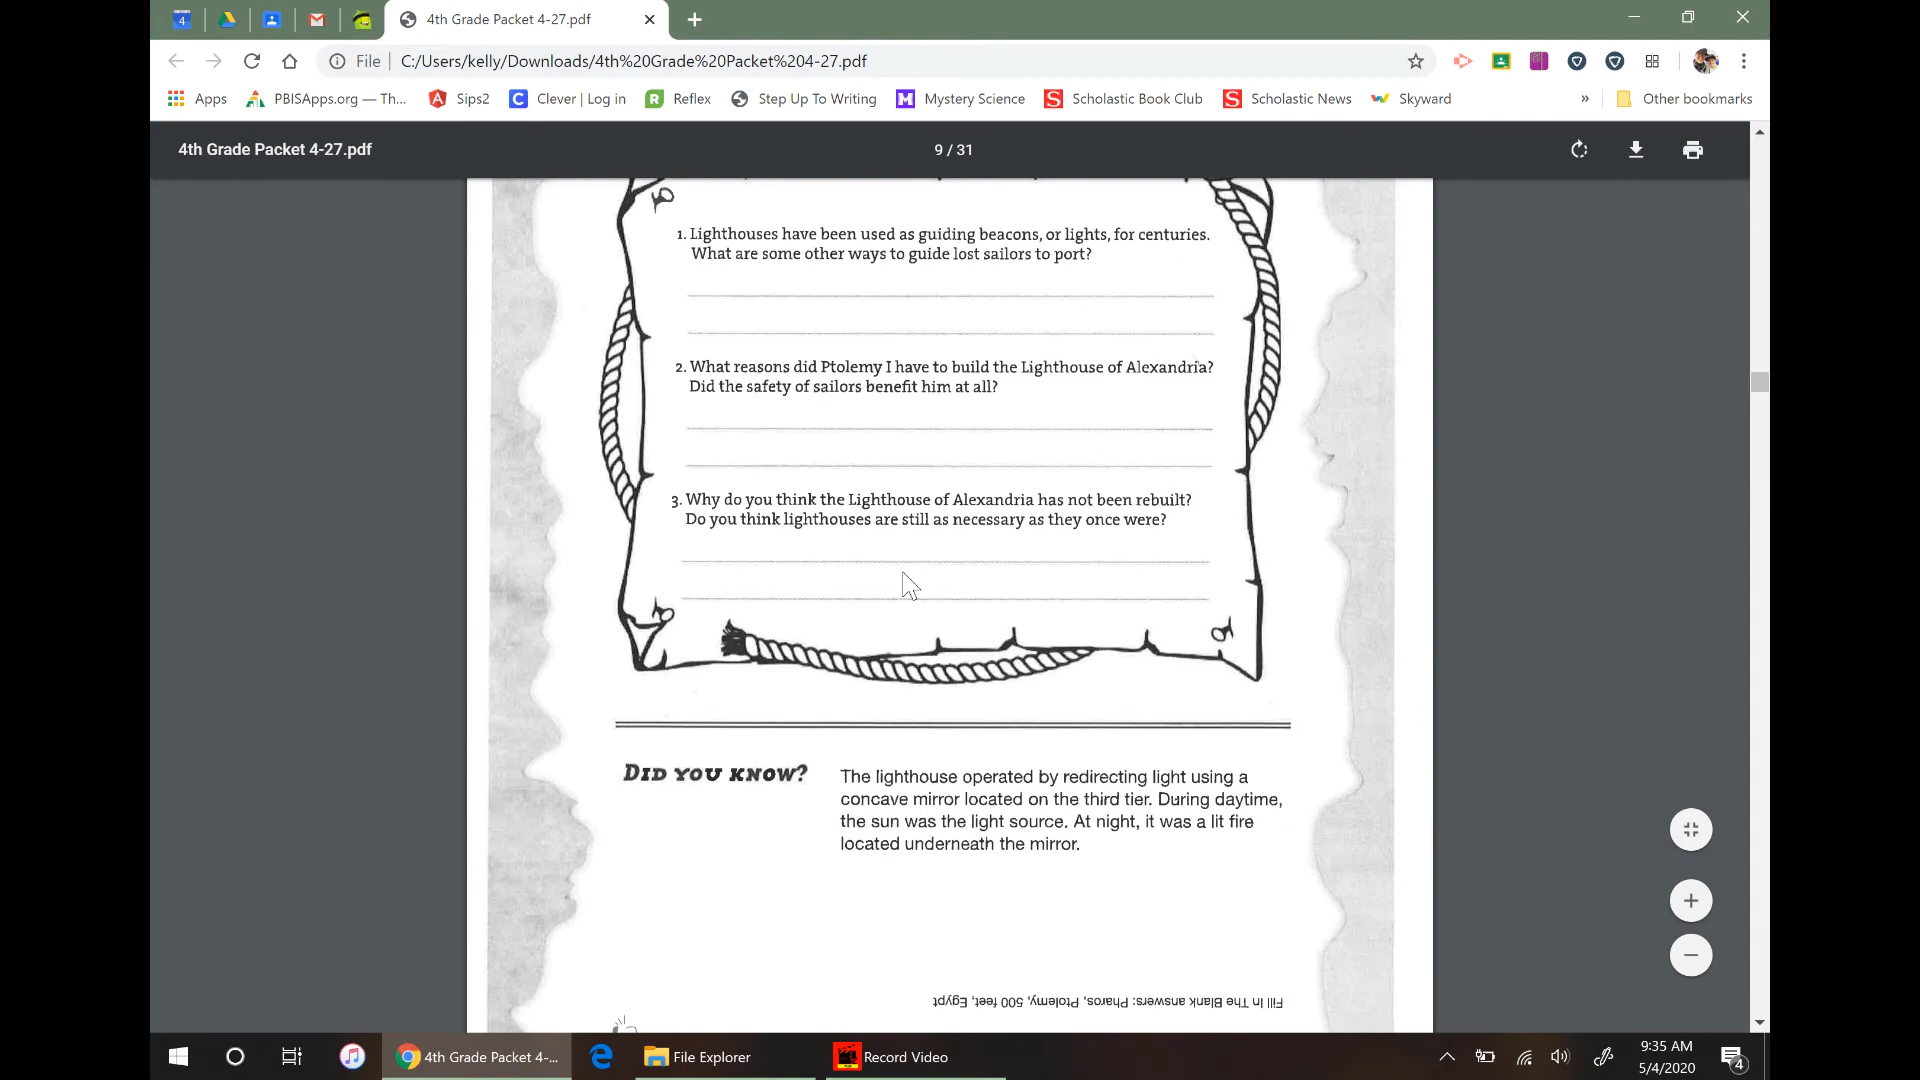 4
4th Grade Packet 4-27.pdf
File
C:/Users/kelly/Downloads/4th%20Grade%20Packet%204-27.pdf
Apps
PBISApps.org — Th...
Sips2
Clever | Log in
Reflex
Step Up To Writing
Mystery Science
Scholastic Book Club
Scholastic News
Skyward
»
Other bookmarks
4th Grade Packet 4-27.pdf
9 / 31
1. Lighthouses have been used as guiding beacons, or lights, for centuries.
What are some other ways to guide lost sailors to port?
2. What reasons did Ptolemy I have to build the Lighthouse of Alexandria?
Did the safety of sailors benefit him at all?
3. Why do you think the Lighthouse of Alexandria has not been rebuilt?
Do you think lighthouses are still as necessary as they once were?
DID YOU KNOW?
The lighthouse operated by redirecting light using a
concave mirror located on the third tier. During daytime,
the sun was the light source. At night, it was a lit fire
located underneath the mirror.
Fill In The Blank answers: Pharos, Ptolemy, 500 feet, Egypt
4th Grade Packet 4-...
File Explorer
Record Video
9:35 AM
5/4/2020
4